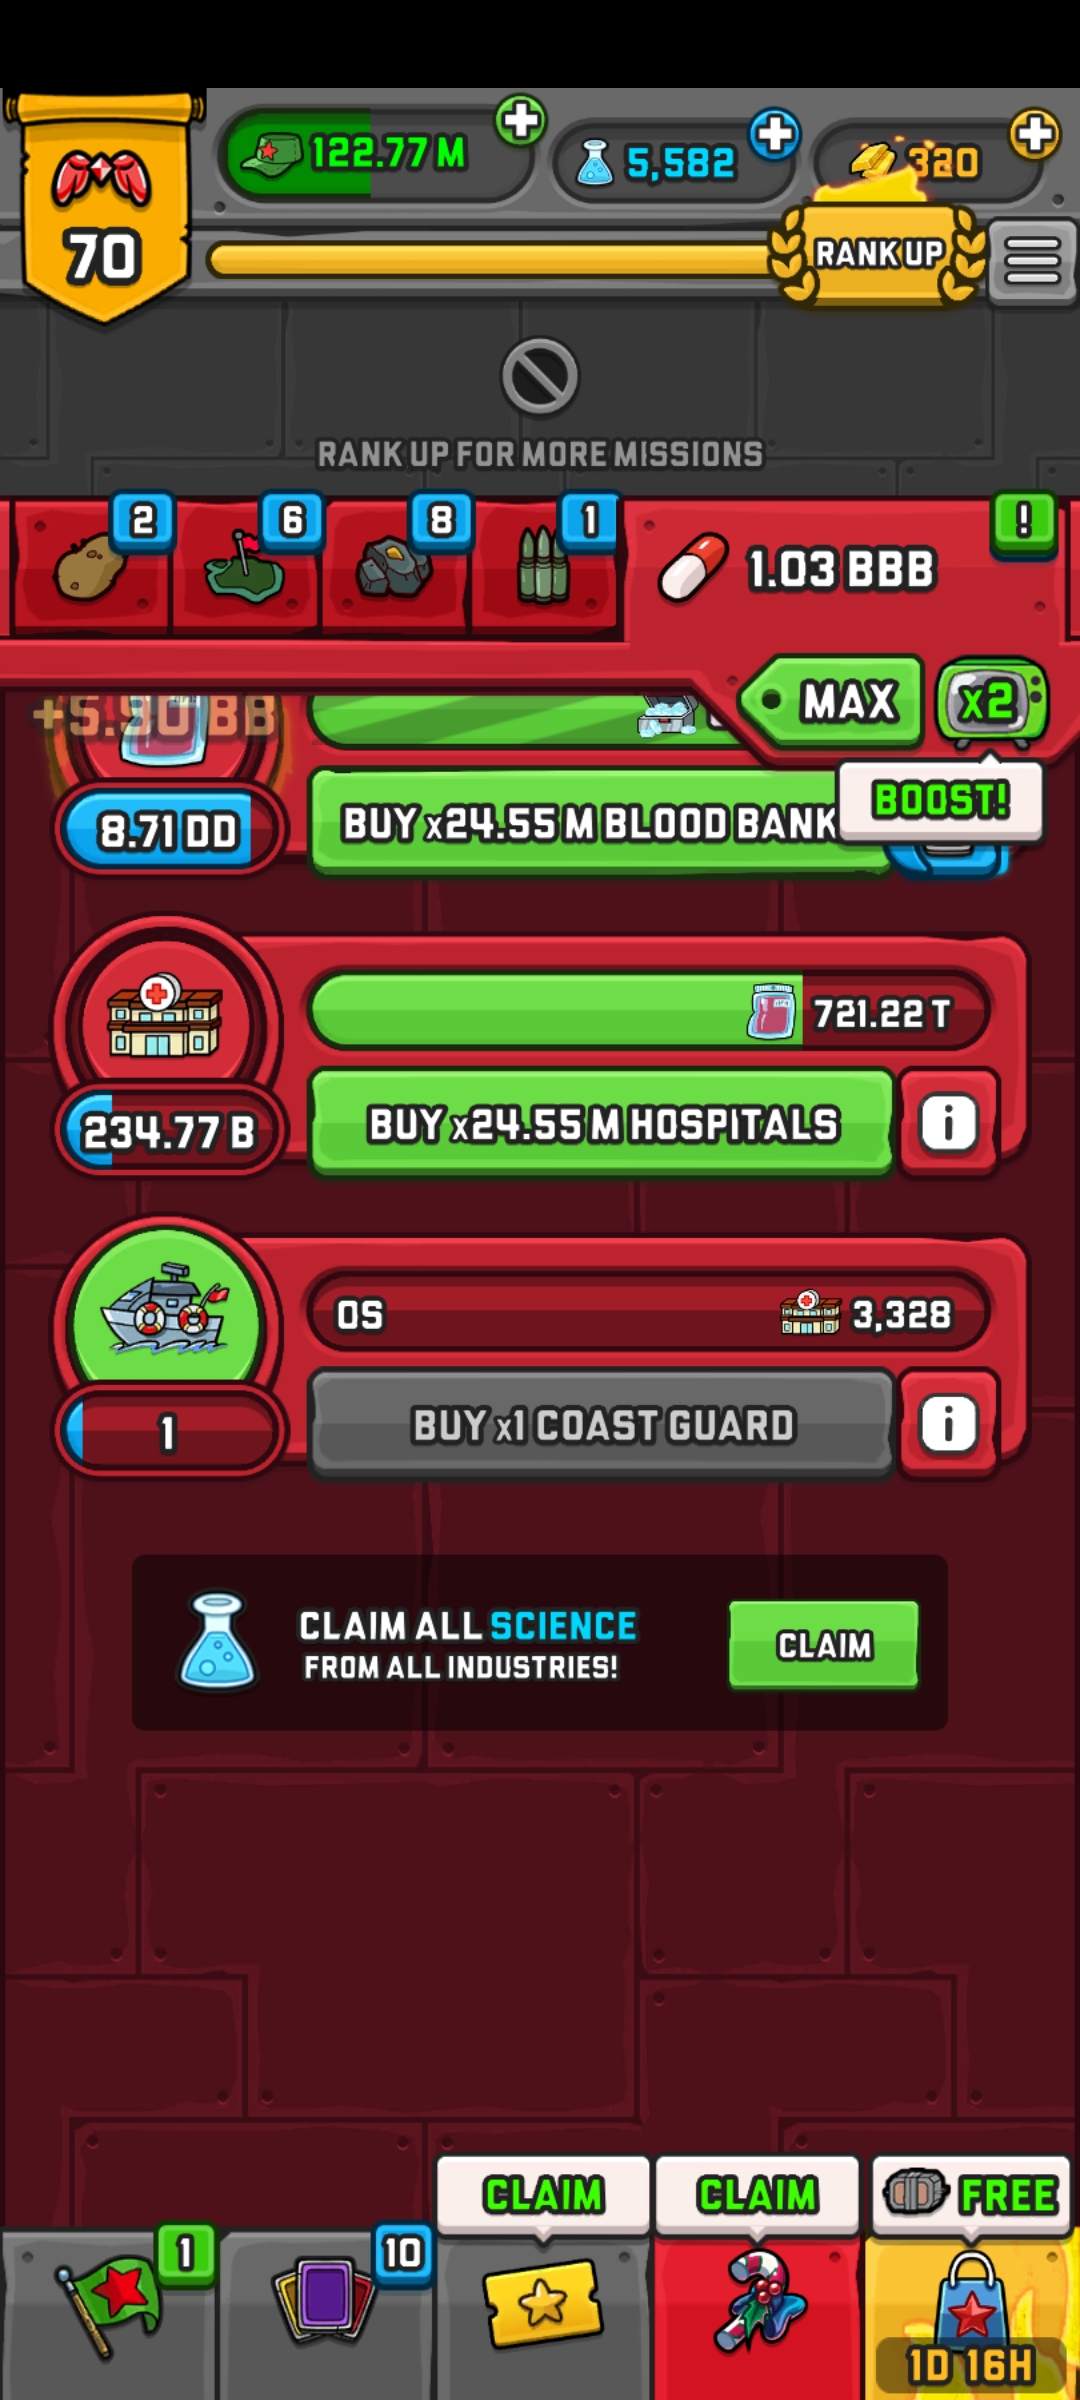 122.77 M
5,582
320
70
RANK UP
RANK UP FOR MORE MISSIONS
2
6
8
1
!
1.03 BBB
MAX
x2
+5.90 BB
BOOST!
8.71 DD
BUY x24.55 M BLOOD BANK
721.22 T
234.77 B
BUY x24.55 M HOSPITALS
i
0S
3,328
1
BUY x1 COAST GUARD
i
CLAIM ALL SCIENCE
FROM ALL INDUSTRIES!
CLAIM
CLAIM
CLAIM
FREE
1
10
1D 16H